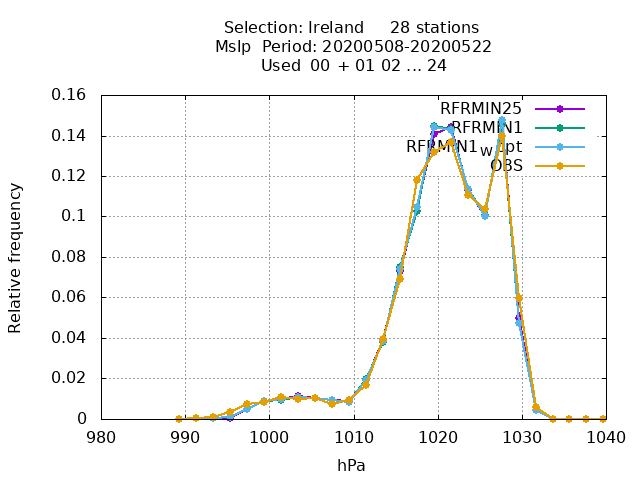 Selection: Ireland 28 stations
Mslp Period: 20200508-20200522
Used 00 + 01 02 ... 24
RFRMIN25
RFRMIN1
OBS
Relative frequency
0.16
0.14
0.12
0.1
0.08
0.06
0.04
0.02
0
980 990 1000 1010 1020 1030 1040
hPa